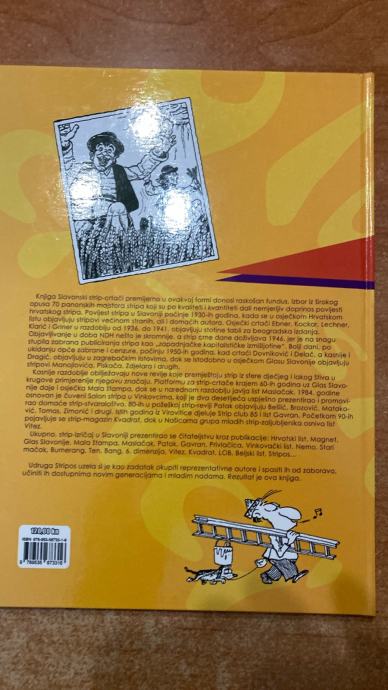 Knjiga Slavonski strip-crtači premijerno u ovakvoj formi donosi raskošan fundus, izbor iz širokog
opusa 70 panonskih majstora stripa koji su po kvaliteti i kvantiteti dali nemjerljiv doprinos povijesti
hrvatskog stripa. Povijest stripa u Slavoniji počinje 1930-ih godina, kada se u osječkom Hrvatskom
listu objavljuju stripovi većinom stranih, ali i domaćih autora. Osječki crtači Ebner, Kockar, Lechner,
Klarić i Griner u razdoblju od 1936. do 1941. objavljuju stotine tabli za beogradska izdanja.
Objavljivanje u doba NDH nešto je skromnije, a strip crne dane doživljava 1946. jer je na snagu
stupila zabrana publiciranja stripa kao „zapadnjačke kapitalističke izmišljotine". Bolji dani, po
ukidanju opće zabrane i cenzure, počinju 1950-ih godina, kad crtači Dovniković i Delač, a kasnije i
Dragić, objavljuju u zagrebačkim listovima, dok se istodobno u osječkom Glasu Slavonije objavljuju
stripovi Manojlovića, Piskača, Zdjelara i drugih.
Kasnije razdoblje obilježavaju nove revije koje premještaju strip iz sfere dječjeg i lakog štiva u
krugove primjerenije njegovu značaju. Platformu za strip-crtače krajem 60-ih godina uz Glas Slavo-
nije daje i osječka Mala štampa, dok se u narednom razdoblju javlja list Maslačak. 1984. godine
osnovan je čuveni Salon stripa u Vinkovcima, koji je dva desetljeća uspješno prezentirao i promovi-
rao domaće strip-stvaralaštvo. 80-ih u požeškoj strip-reviji Patak objavljuju Bešlić, Brozović, Matako-
vić, Tomas, Zimonić i drugi. Istih godina iz Virovitice djeluje Strip club 85 i list Gavran. Početkom 90-ih
pojavljuje se strip-magazin Kvadrat, dok u Našicama grupa mladih strip-zaljubljenika osniva list
Vitez.
Ukupno, strip-izričaj u Slavoniji prezentirao se čitateljstvu kroz publikacije: Hrvatski list, Magnet,
Glas Slavonije, Mala štampa, Maslačak, Patak, Gavran, Privlačica, Vinkovački list, Nemo, Stari
mačak, Bumerang, Ten, Bang, 6. dimenzija, Vitez, Kvadrat, LOB, Beljski list, Stripos...
Udruga Stripos uzela si je kao zadatak okupiti reprezentativne autore i spasiti ih od zaborava,
učiniti ih dostupnima novim generacijama i mladim nadama. Rezultat je ova knjiga.
120,00 kn